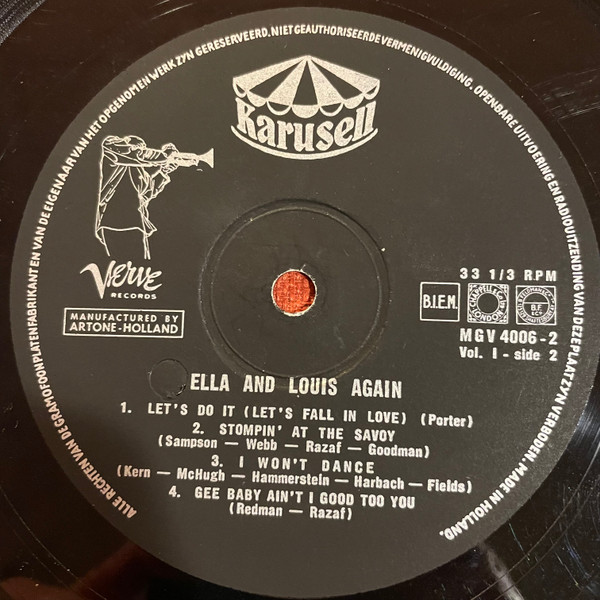 ALLE RECHTEN VAN DE GRAMOFOONPLATENFABRIKANT EN VAN DE EIGENAAR VAN HET OPGENOMEN WERK ZYN GERESERVEERD. NIET GEAUTHORISEERDE VERMENIGVULDIGING. OPENBARE UITVOERING EN RADIOUITZENDING VAN DEZE PLAAT ZYN VERBODEN. MADE IN HOLLAND.
Karusell
Verve
RECORDS
MANUFACTURED BY
ARTONE-HOLLAND
33 1/3 RPM
B.I.E.M.
MGV 4006-2
Vol. I - side 2
ELLA AND LOUIS AGAIN
1. LET'S DO IT (LET'S FALL IN LOVE) (Porter)
2. STOMPIN' AT THE SAVOY
(Sampson — Webb — Razaf — Goodman)
3. I WON'T DANCE
(Kern — McHugh — Hammerstein — Harbach — Fields)
4. GEE BABY AIN'T I GOOD TOO YOU
(Redman — Razaf)